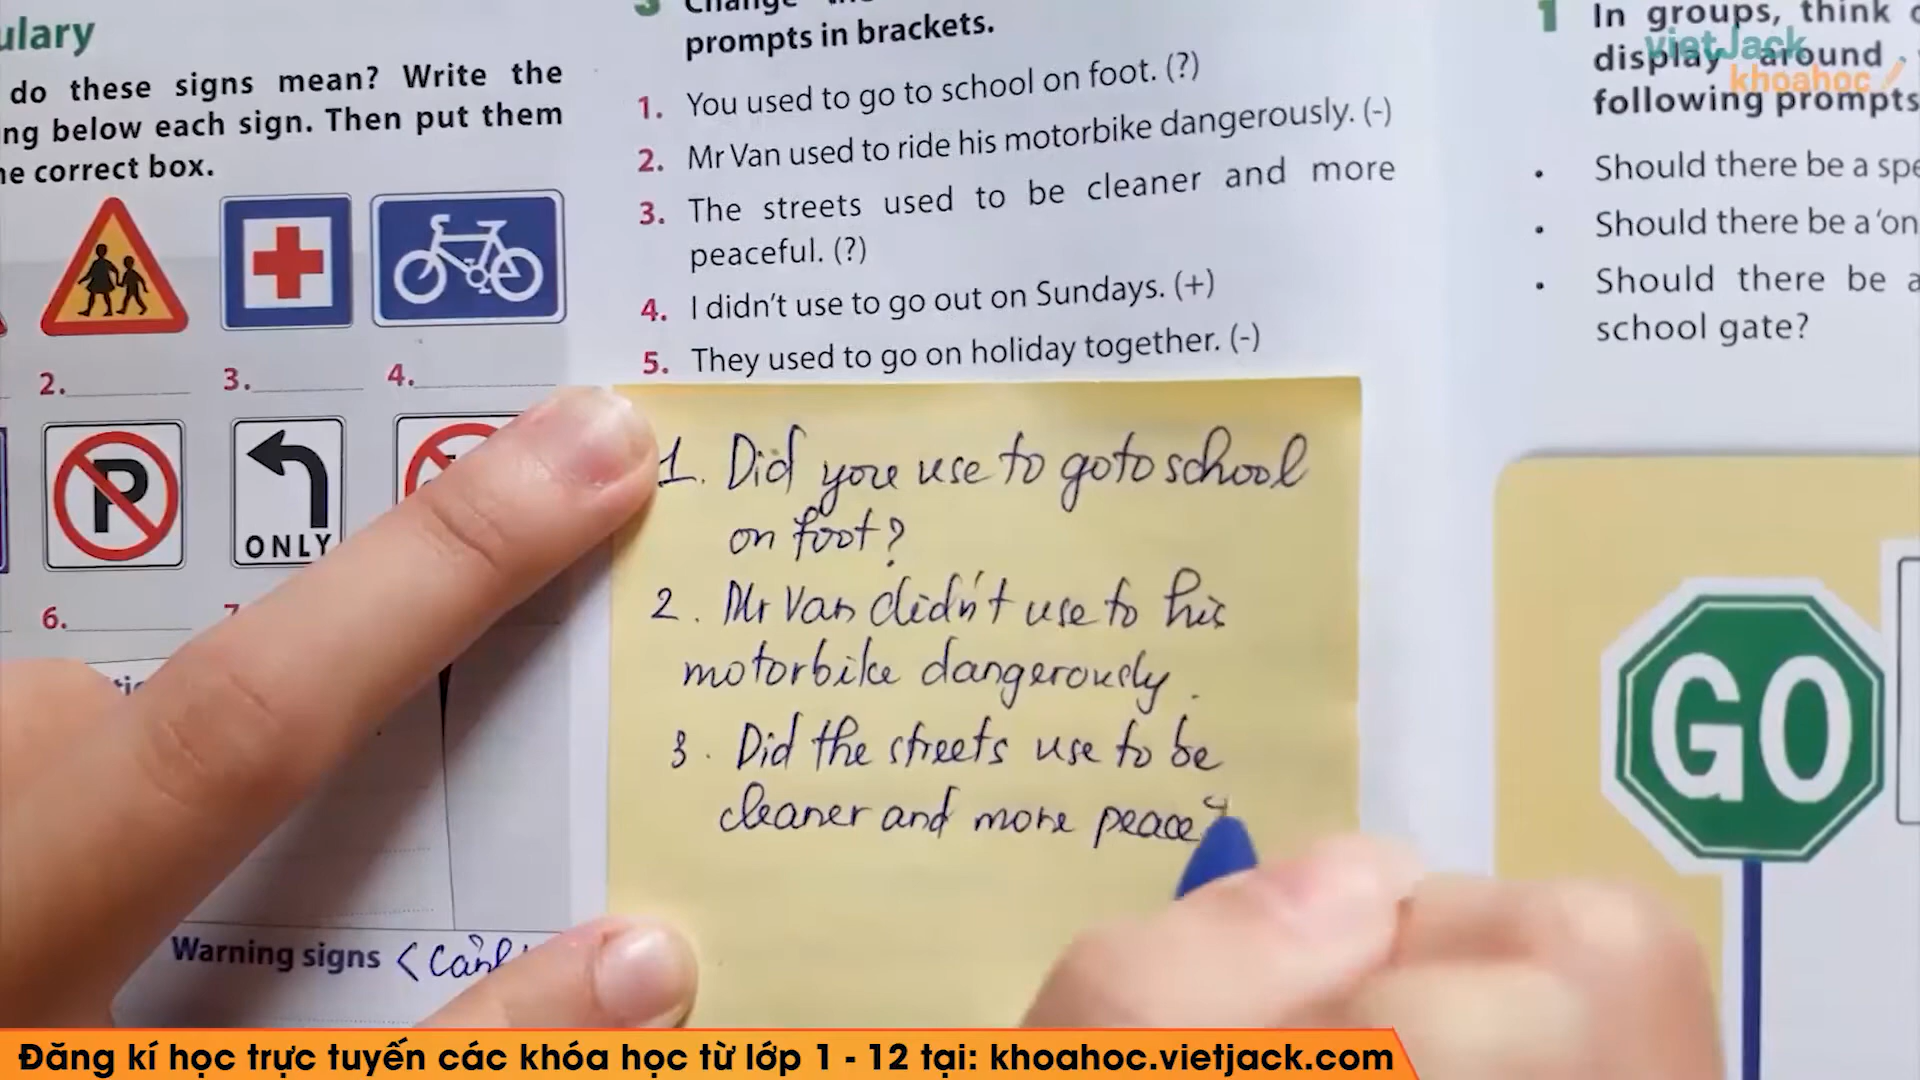 ulary
do these signs mean? Write the
ng below each sign. Then put them
e correct box.
2.
3.
4.
P
ONLY
6.
7
Warning signs < (cản
3 Change
prompts in brackets.
1. You used to go to school on foot. (?)
2. Mr Van used to ride his motorbike dangerously. (-)
3. The streets used to be cleaner and more
peaceful. (?)
4. I didn't use to go out on Sundays. (+)
5. They used to go on holiday together. (-)
1. Did you use to go to school
on foot?
2. Mr Van didn't use to his
motorbike dangerously.
3. Did the streets use to be
cleaner and more peace
1 In groups, think
display around
following prompts
• Should there be a spe
• Should there be a 'on
• Should there be a
school gate?
GO
vietJack
khoahoc
Đăng kí học trực tuyến các khóa học từ lớp 1 - 12 tại: khoahoc.vietjack.com